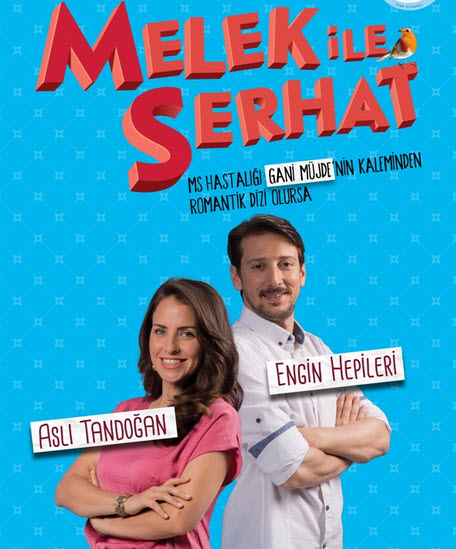 MELEK İLE
SERHAT
MS HASTALIĞI GANİ MÜJDE'NİN KALEMİNDEN
ROMANTİK DİZİ OLURSA
ENGİN HEPİLERİ
ASLI TANDOĞAN